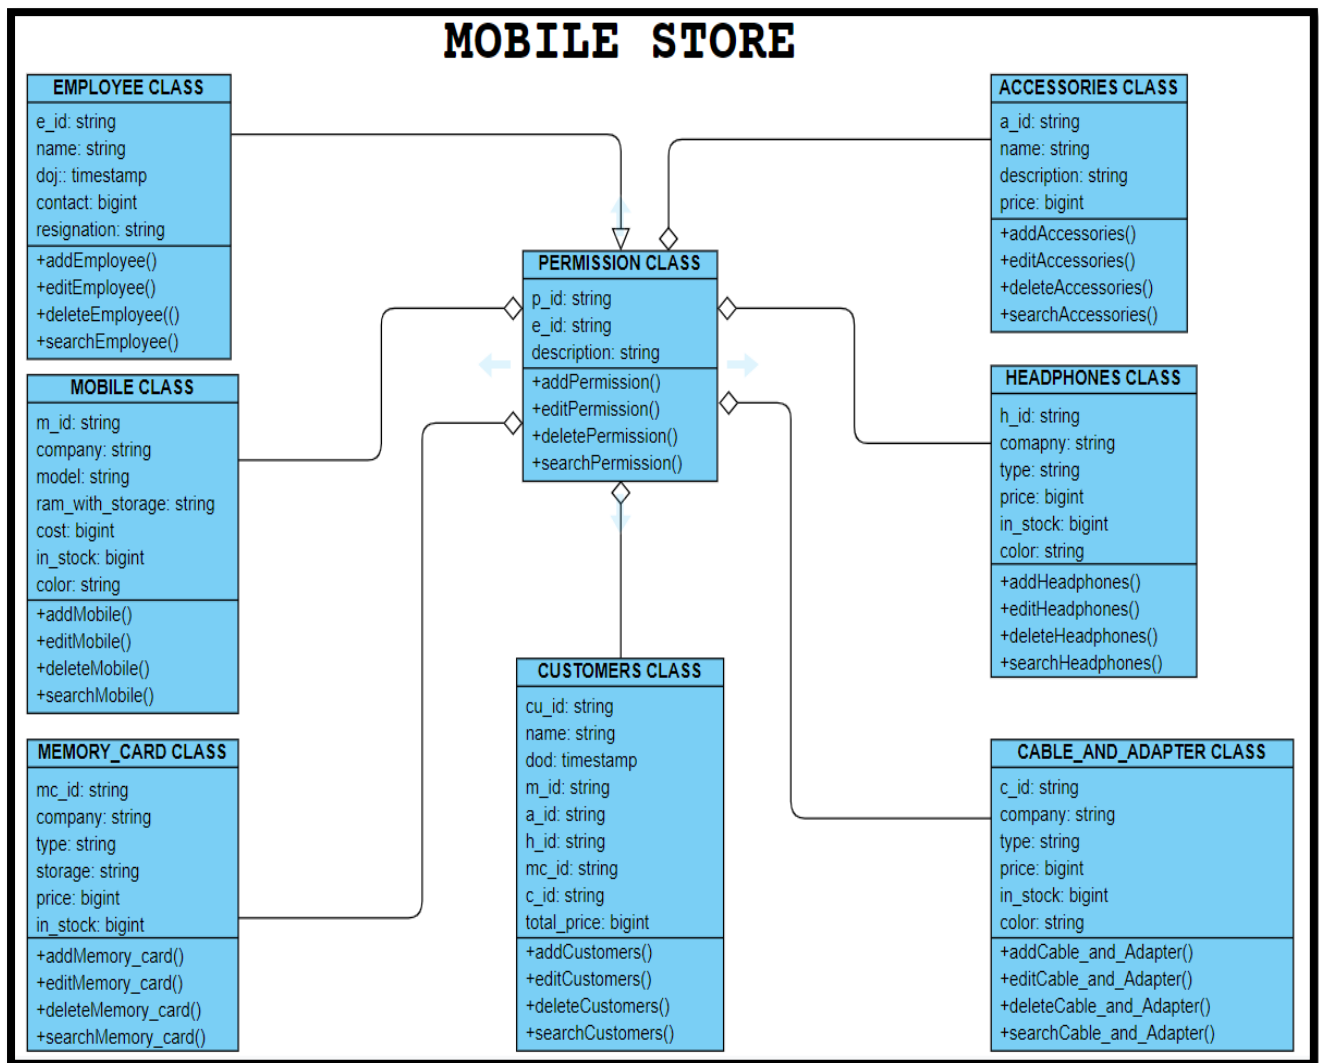 MOBILE STORE
EMPLOYEE CLASS
e_id: string
name: string
doj:: timestamp
contact: bigint
resignation: string
+addEmployee()
+editEmployee()
+deleteEmployee(()
+searchEmployee()
MOBILE CLASS
m_id: string
company: string
model: string
ram_with_storage: string
cost: bigint
in_stock: bigint
color: string
+addMobile()
+editMobile()
+deleteMobile()
+searchMobile()
MEMORY_CARD CLASS
mc_id: string
company: string
type: string
storage: string
price: bigint
in_stock: bigint
+addMemory_card()
+editMemory_card()
+deleteMemory_card()
+searchMemory_card()
PERMISSION CLASS
p_id: string
e_id: string
description: string
+addPermission()
+editPermission()
+deletePermission()
+searchPermission()
CUSTOMERS CLASS
cu_id: string
name: string
dod: timestamp
m_id: string
a_id: string
h_id: string
mc_id: string
c_id: string
total_price: bigint
+addCustomers()
+editCustomers()
+deleteCustomers()
+searchCustomers()
ACCESSORIES CLASS
a_id: string
name: string
description: string
price: bigint
+addAccessories()
+editAccessories()
+deleteAccessories()
+searchAccessories()
HEADPHONES CLASS
h_id: string
comapny: string
type: string
price: bigint
in_stock: bigint
color: string
+addHeadphones()
+editHeadphones()
+deleteHeadphones()
+searchHeadphones()
CABLE_AND_ADAPTER CLASS
c_id: string
company: string
type: string
price: bigint
in_stock: bigint
color: string
+addCable_and_Adapter()
+editCable_and_Adapter()
+deleteCable_and_Adapter()
+searchCable_and_Adapter()